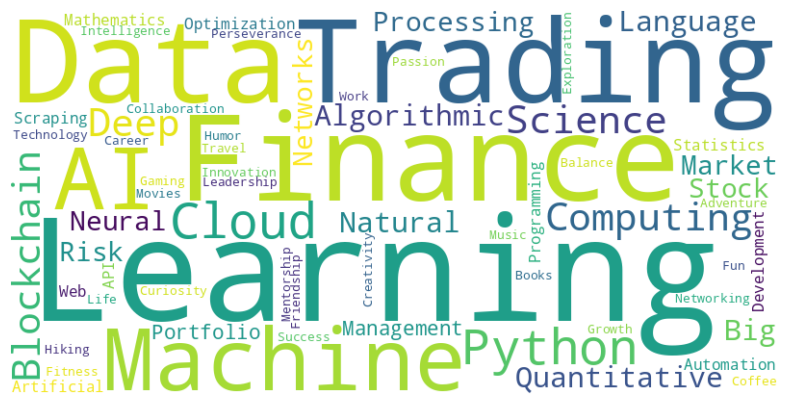 Mathematics
Intelligence
Optimization
Perseverance
Processing
Language
Data
Trading
Passion
Exploration
Networks
Work
Collaboration
Scraping
Technology
Deep
Career
Humor
Travel
Algorithmic
Science
Statistics
AI
Finance
Innovation
Leadership
Gaming
Movies
Balance
Market
Stock
Adventure
Blockchain
Neural
Cloud
Natural
Computing
Programming
Music
Development
Risk
Learning
Web
API
Life
Curiosity
Mentorship
Friendship
Creativity
Books
Fun
Networking
Portfolio
Success
Management
Growth
Big
Hiking
Machine
Python
Automation
Fitness
Artificial
Quantitative
Coffee